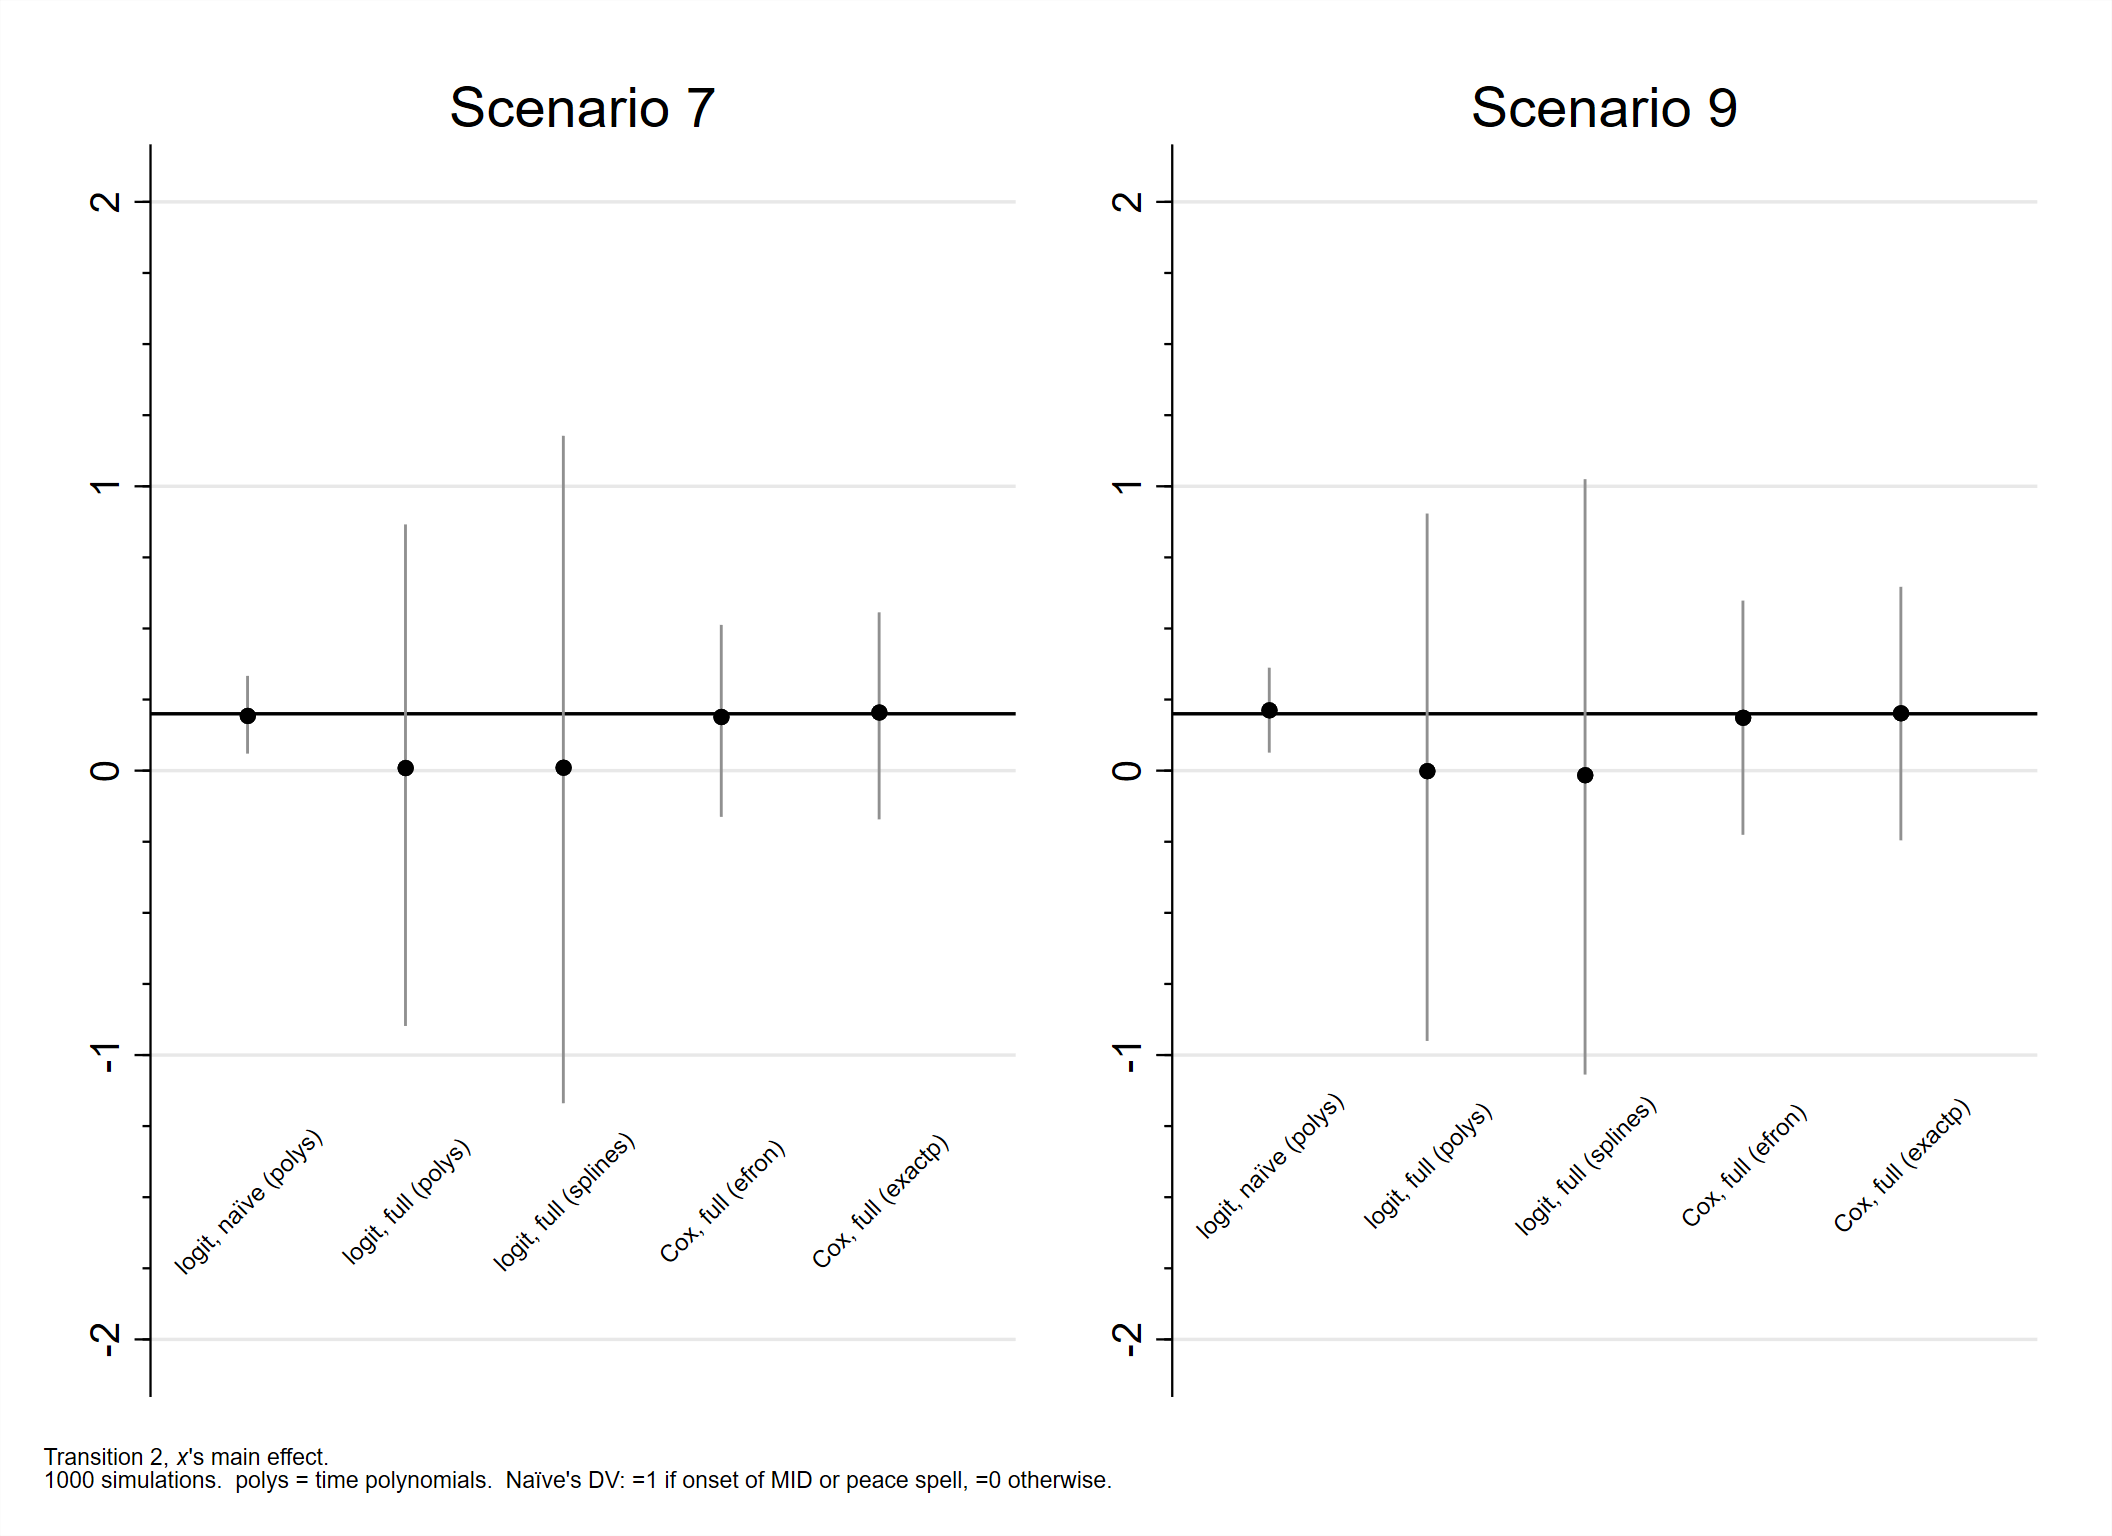 Scenario 7
2
1
0
-1
-2
logit, naïve (polys)
logit, full (polys)
logit, full (splines)
Cox, full (efron)
Cox, full (exactp)
Scenario 9
2
1
0
-1
-2
logit, naïve (polys)
logit, full (polys)
logit, full (splines)
Cox, full (efron)
Cox, full (exactp)
Transition 2, x's main effect.
1000 simulations.  polys = time polynomials.  Naïve's DV: =1 if onset of MID or peace spell, =0 otherwise.